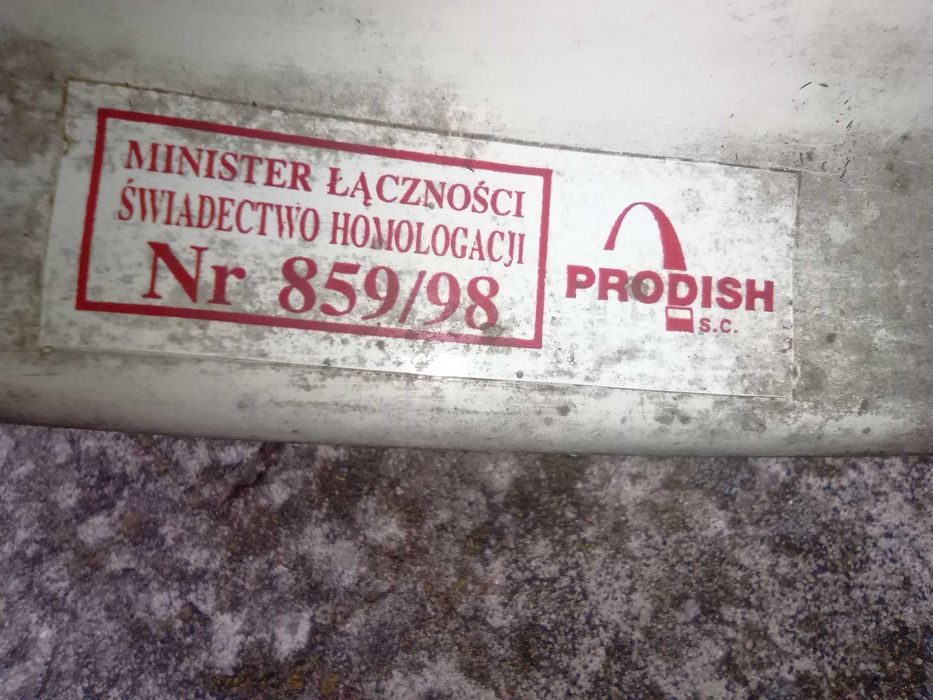 MINISTER ŁĄCZNOŚCI
ŚWIADECTWO HOMOLOGACJI
Nr 859/98
PRODISH
S.C.